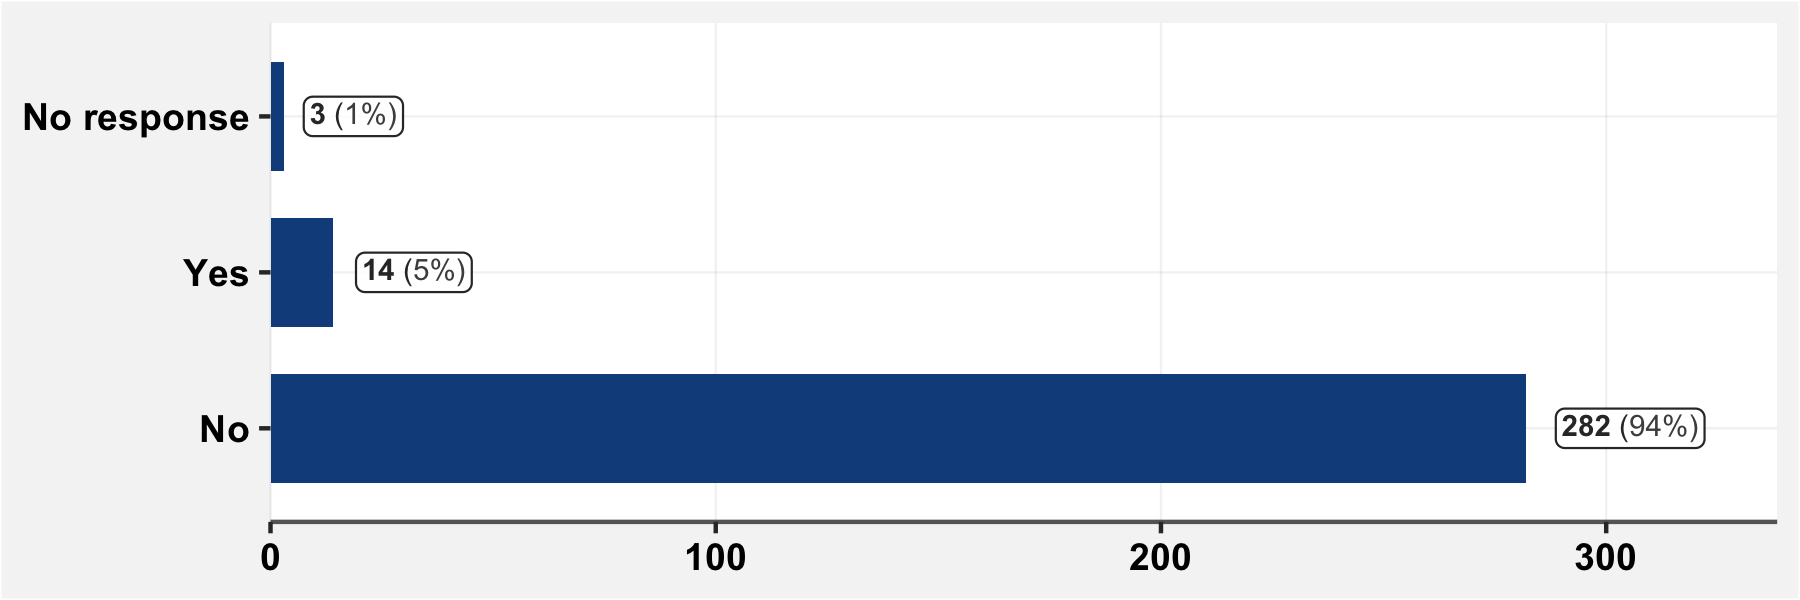 No response
3 (1%)
Yes
14 (5%)
No
282 (94%)
0 100 200 300